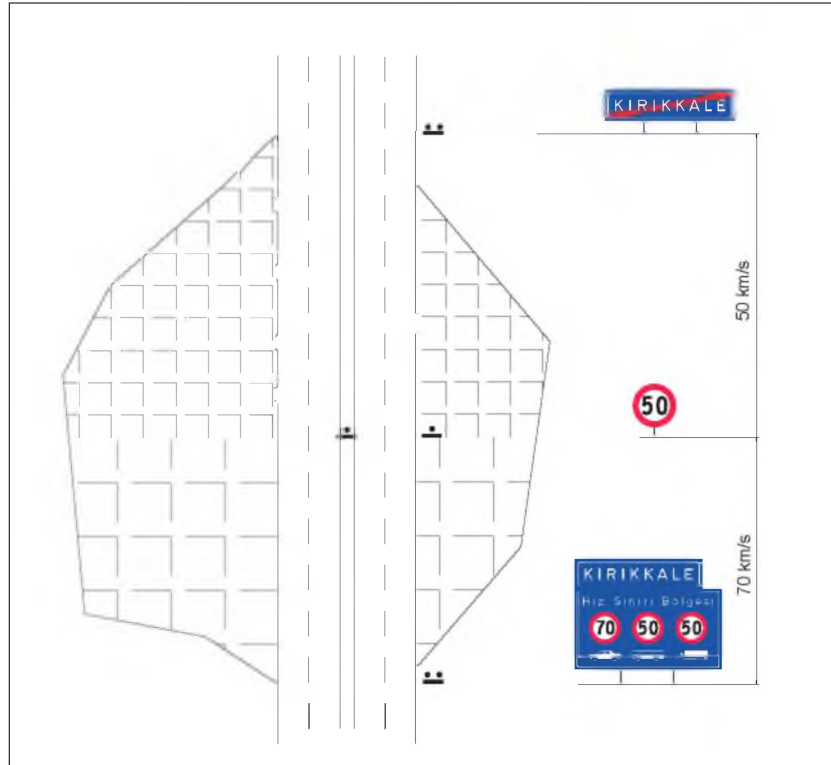 KIRIKKALE
50 km/s
50
70 km/s
KIRIKKALE
Hız Sınırı Bölgesi
70 50 50